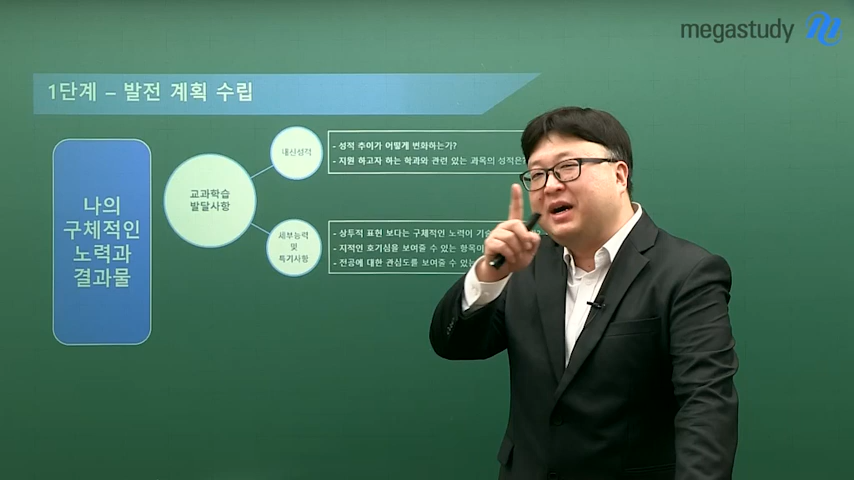 megastudy
1단계 – 발전 계획 수립
나의
구체적인
노력과
결과물
교과학습
발달사항
내신성적
- 성적 추이가 어떻게 변화하는가?
- 지원 하고자 하는 학과와 관련 있는 과목의 성적은?
세부능력
및
특기사항
- 상투적 표현 보다는 구체적인 노력이
- 지적인 호기심을 보여줄 수 있는 항목이
- 전공에 대한 관심도를 보여줄 수 있는